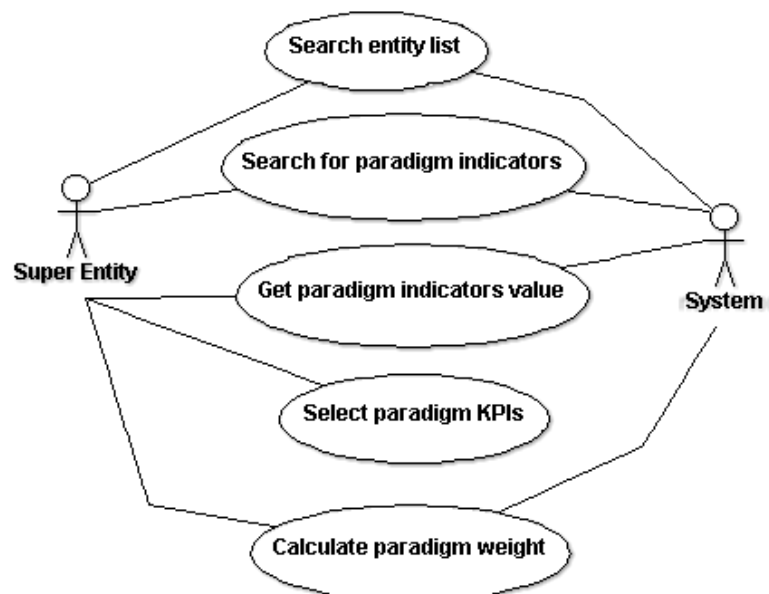 Search entity list
Search for paradigm indicators
Super Entity
Get paradigm indicators value
System
Select paradigm KPIs
Calculate paradigm weight